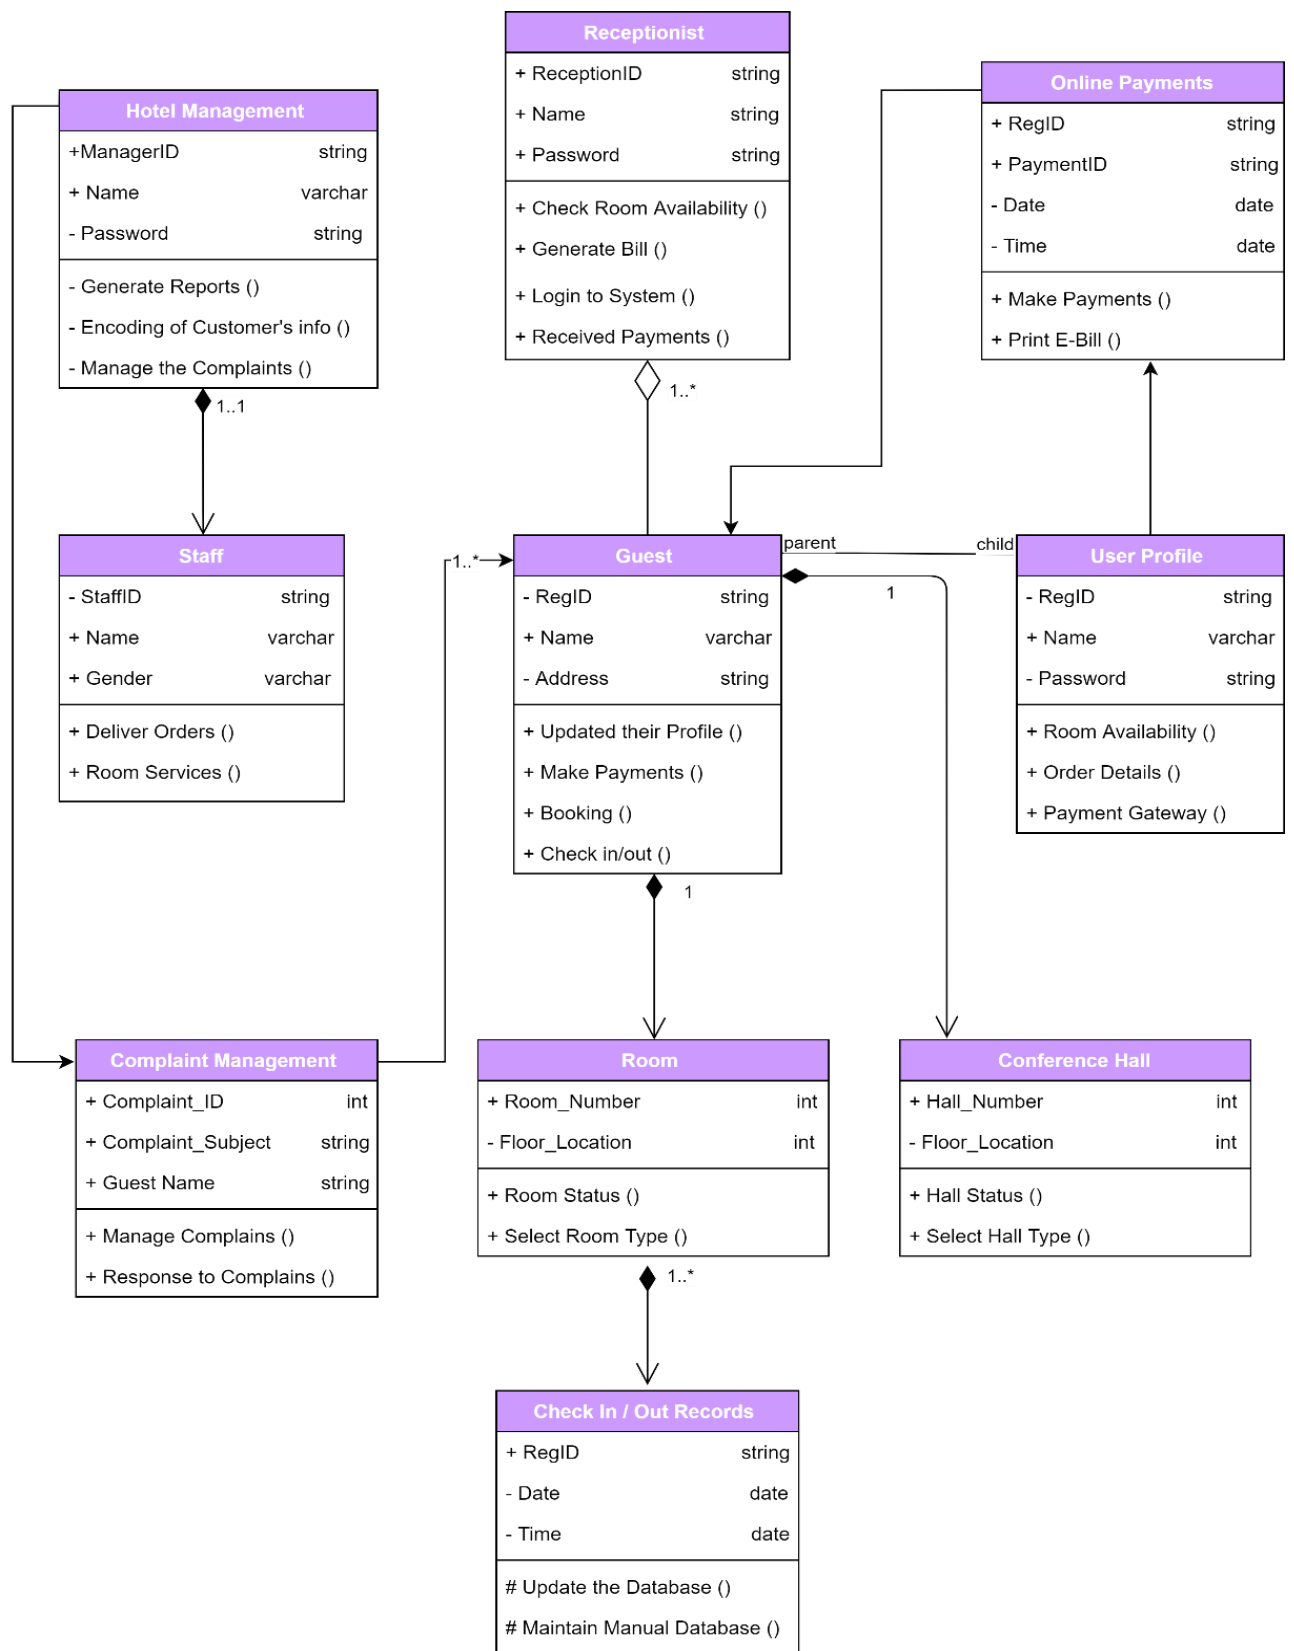 Receptionist
+ ReceptionID string
+ Name string
+ Password string
+ Check Room Availability ()
+ Generate Bill ()
+ Login to System ()
+ Received Payments ()
1..*
Online Payments
+ RegID string
+ PaymentID string
- Date date
- Time date
+ Make Payments ()
+ Print E-Bill ()
Hotel Management
+ManagerID string
+ Name varchar
- Password string
- Generate Reports ()
- Encoding of Customer's info ()
- Manage the Complaints ()
1..1
Staff
- StaffID string
+ Name varchar
+ Gender varchar
+ Deliver Orders ()
+ Room Services ()
1..*
Guest
- RegID string
+ Name varchar
- Address string
+ Updated their Profile ()
+ Make Payments ()
+ Booking ()
+ Check in/out ()
parent
child
1
1
User Profile
- RegID string
+ Name varchar
- Password string
+ Room Availability ()
+ Order Details ()
+ Payment Gateway ()
Complaint Management
+ Complaint_ID int
+ Complaint_Subject string
+ Guest Name string
+ Manage Complains ()
+ Response to Complains ()
Room
+ Room_Number int
- Floor_Location int
+ Room Status ()
+ Select Room Type ()
1..*
Conference Hall
+ Hall_Number int
- Floor_Location int
+ Hall Status ()
+ Select Hall Type ()
Check In / Out Records
+ RegID string
- Date date
- Time date
# Update the Database ()
# Maintain Manual Database ()